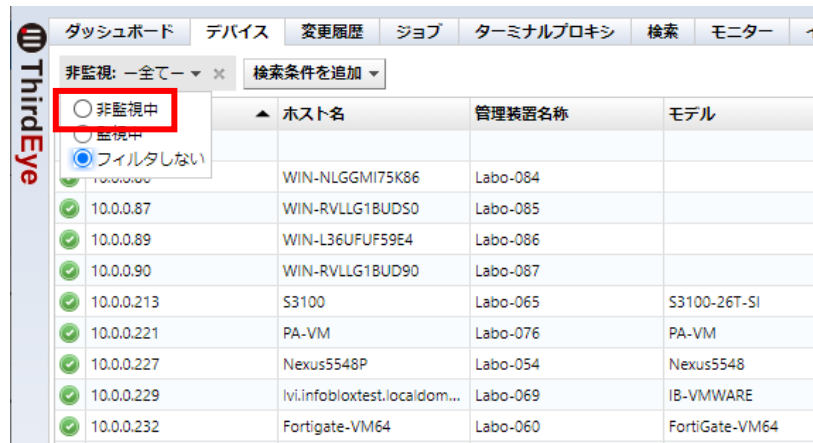 ThirdEye
ダッシュボード デバイス 変更履歴 ジョブ ターミナルプロキシ 検索 モニター
非監視: －全て－ 検索条件を追加
非監視中
監視中
フィルタしない
ホスト名 管理装置名称 モデル
WIN-NLGGMI75K86 Labo-084
10.0.0.87 WIN-RVLLG1BUDS0 Labo-085
10.0.0.89 WIN-L36UFUF59E4 Labo-086
10.0.0.90 WIN-RVLLG1BUD90 Labo-087
10.0.0.213 S3100 Labo-065 S3100-26T-SI
10.0.0.221 PA-VM Labo-076 PA-VM
10.0.0.227 Nexus5548P Labo-054 Nexus5548
10.0.0.229 lvi.infobloxtest.localdom... Labo-069 IB-VMWARE
10.0.0.232 Fortigate-VM64 Labo-060 FortiGate-VM64